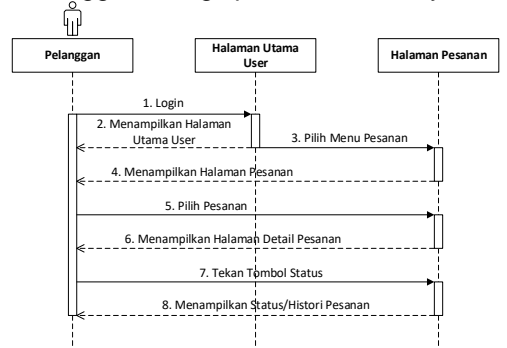 Pelanggan
Halaman Utama
User
Halaman Pesanan
1. Login
2. Menampilkan Halaman
Utama User
3. Pilih Menu Pesanan
4. Menampilkan Halaman Pesanan
5. Pilih Pesanan
6. Menampilkan Halaman Detail Pesanan
7. Tekan Tombol Status
8. Menampilkan Status/Histori Pesanan